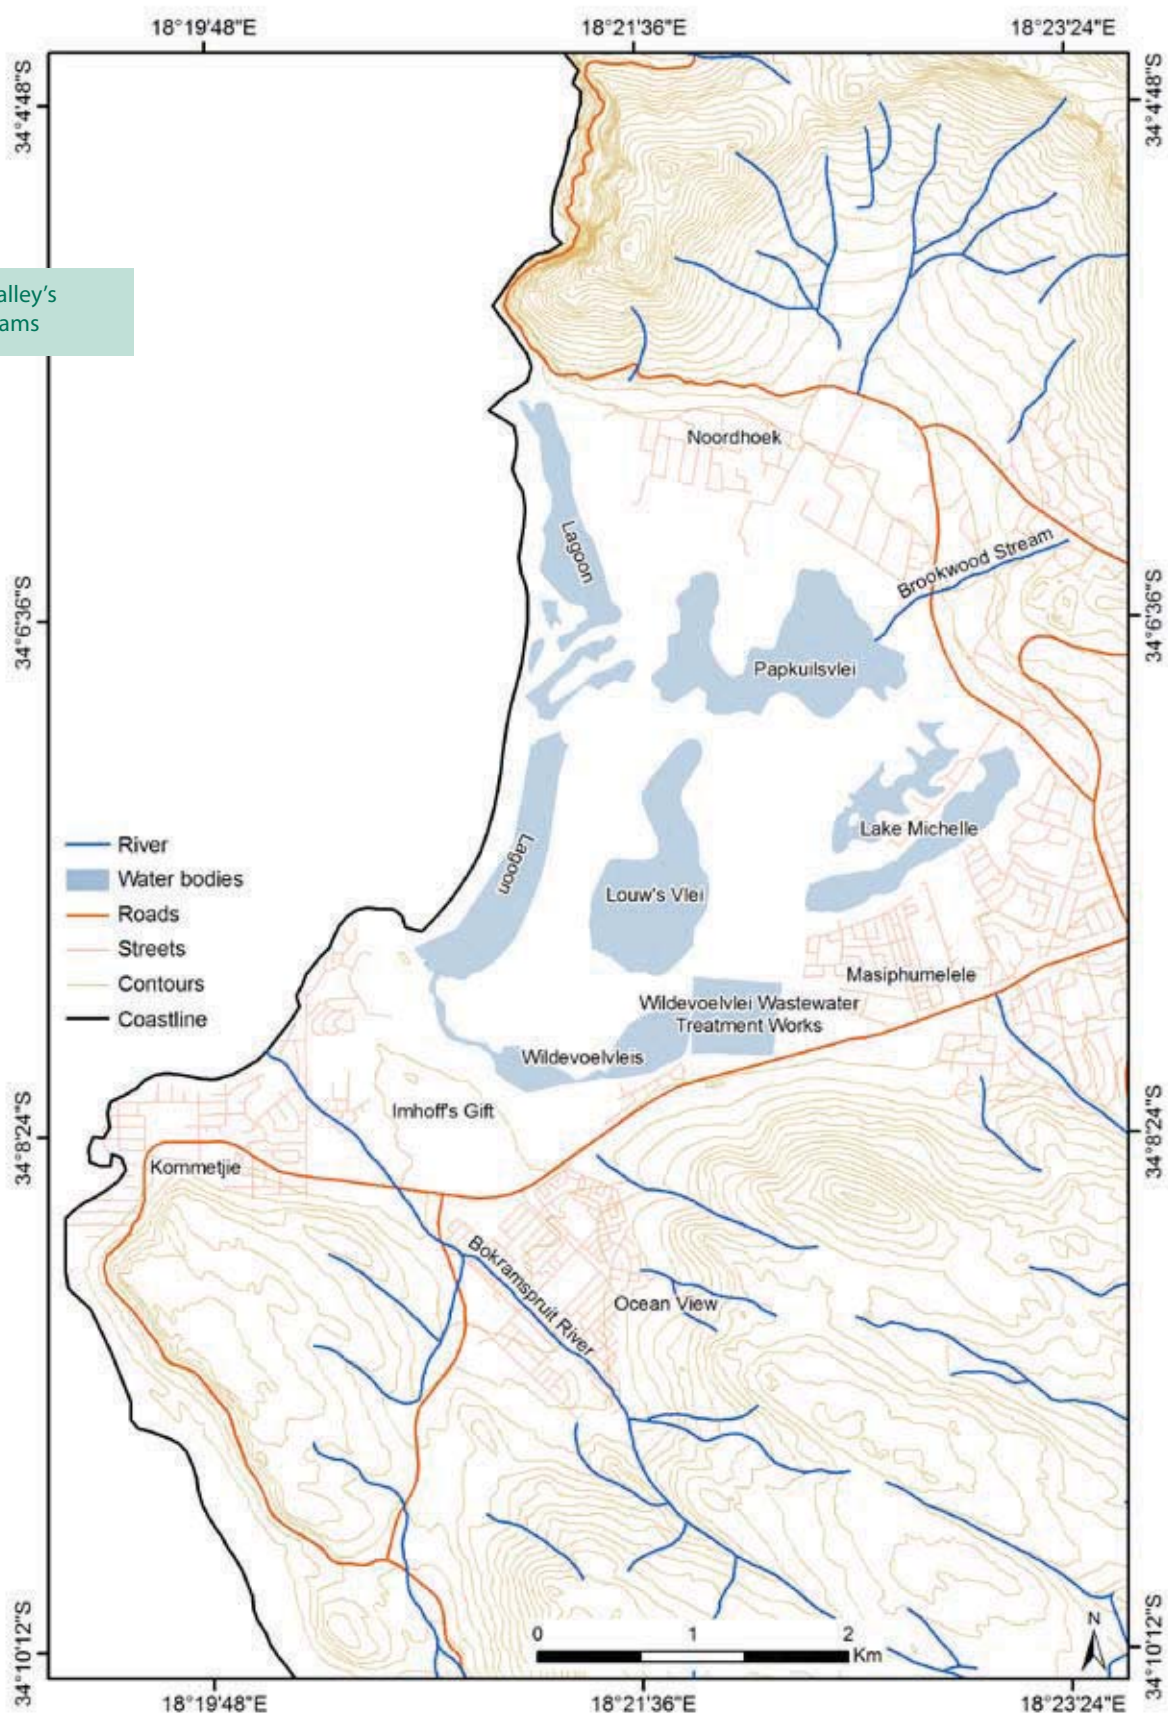 18°19'48"E
18°21'36"E
18°23'24"E
34°4'48"S
34°4'48"S
alley's
ams
Noordhoek
Lagoon
Brookwood Stream
34°6'36"S
34°6'36"S
Papkuilsvlei
River
Water bodies
Roads
Streets
Contours
Coastline
Lagoon
Lake Michelle
Louw's Vlei
Masiphumelele
Wildevoelvlei Wastewater
Treatment Works
Wildevoelvleis
Imhoff's Gift
34°8'24"S
34°8'24"S
Kommetjie
Bokramspruit River
Ocean View
0 1 2
Km
N
34°10'12"S
34°10'12"S
18°19'48"E
18°21'36"E
18°23'24"E